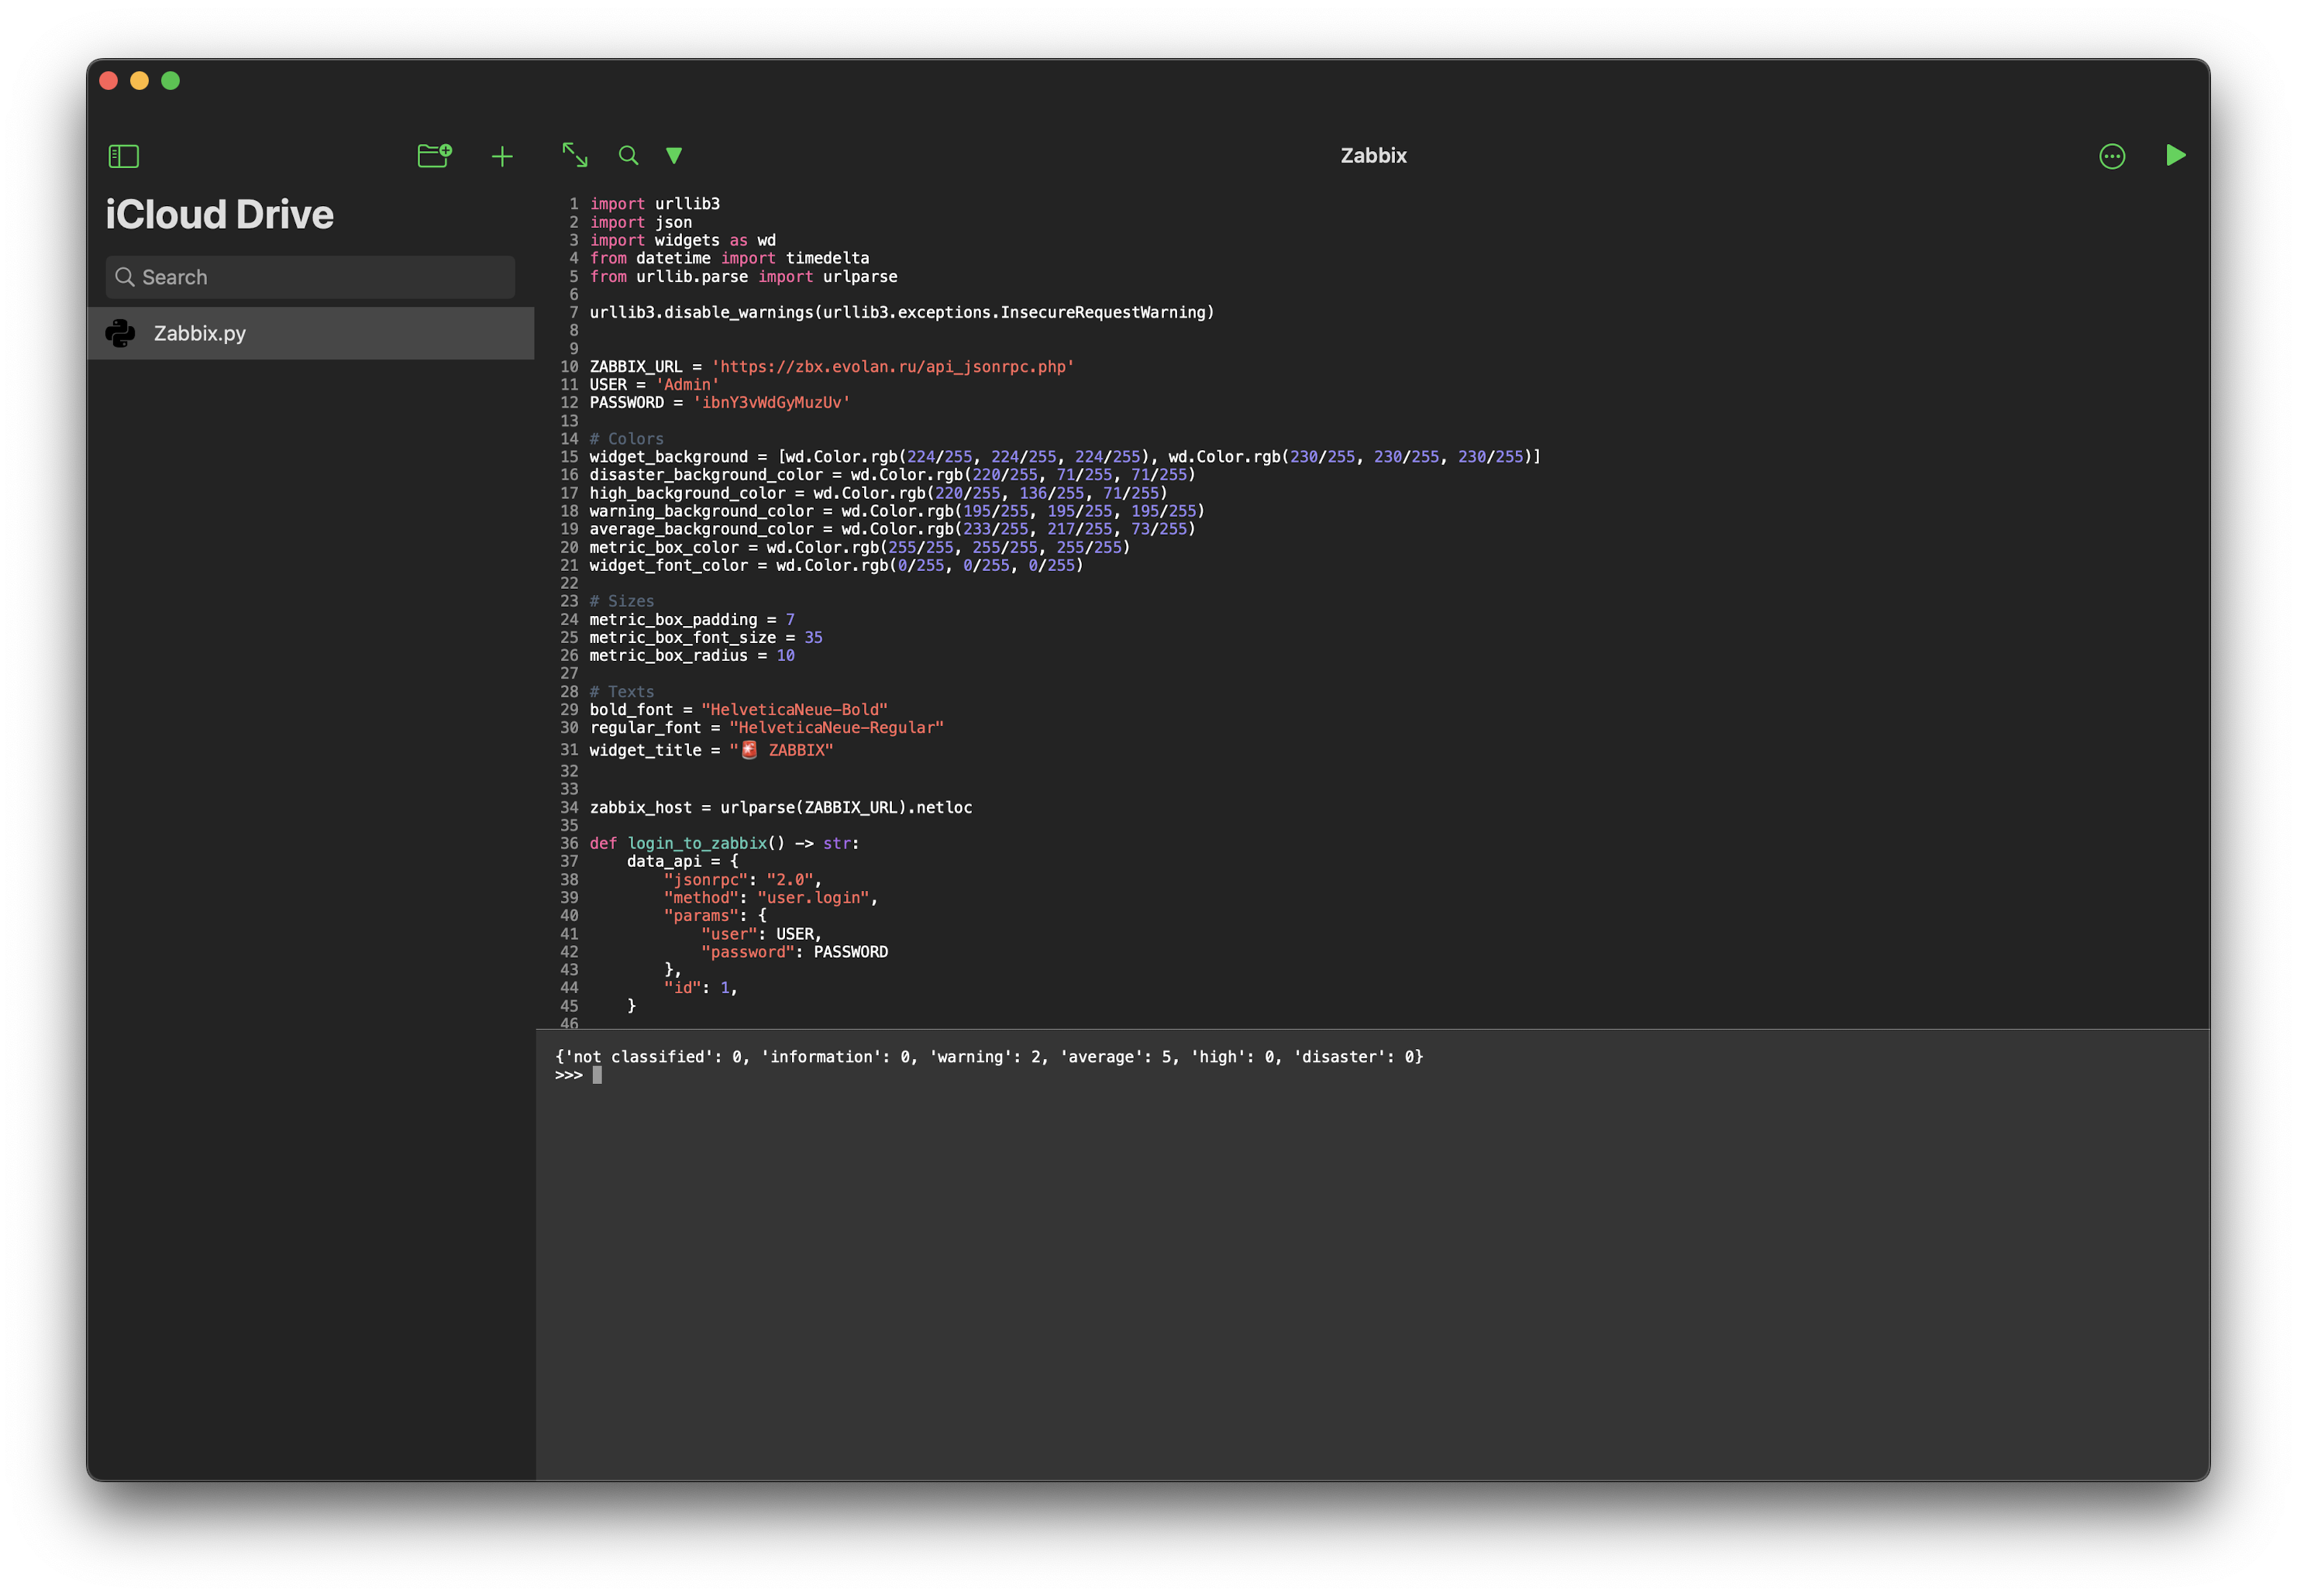 iCloud Drive
Search
Zabbix.py
Zabbix
1 import urllib3
2 import json
3 import widgets as wd
4 from datetime import timedelta
5 from urllib.parse import urlparse
6
7 urllib3.disable_warnings(urllib3.exceptions.InsecureRequestWarning)
8
9
10 ZABBIX_URL = 'https://zbx.evolan.ru/api_jsonrpc.php'
11 USER = 'Admin'
12 PASSWORD = 'ibnY3vWdGyMuzUv'
13
14 # Colors
15 widget_background = [wd.Color.rgb(224/255, 224/255, 224/255), wd.Color.rgb(230/255, 230/255, 230/255)]
16 disaster_background_color = wd.Color.rgb(220/255, 71/255, 71/255)
17 high_background_color = wd.Color.rgb(220/255, 136/255, 71/255)
18 warning_background_color = wd.Color.rgb(195/255, 195/255, 195/255)
19 average_background_color = wd.Color.rgb(233/255, 217/255, 73/255)
20 metric_box_color = wd.Color.rgb(255/255, 255/255, 255/255)
21 widget_font_color = wd.Color.rgb(0/255, 0/255, 0/255)
22
23 # Sizes
24 metric_box_padding = 7
25 metric_box_font_size = 35
26 metric_box_radius = 10
27
28 # Texts
29 bold_font = "HelveticaNeue-Bold"
30 regular_font = "HelveticaNeue-Regular"
31 widget_title = "🚨 ZABBIX"
32
33
34 zabbix_host = urlparse(ZABBIX_URL).netloc
35
36 def login_to_zabbix() -> str:
37     data_api = {
38         "jsonrpc": "2.0",
39         "method": "user.login",
40         "params": {
41             "user": USER,
42             "password": PASSWORD
43         },
44         "id": 1,
45     }
46
{'not classified': 0, 'information': 0, 'warning': 2, 'average': 5, 'high': 0, 'disaster': 0}
>>>